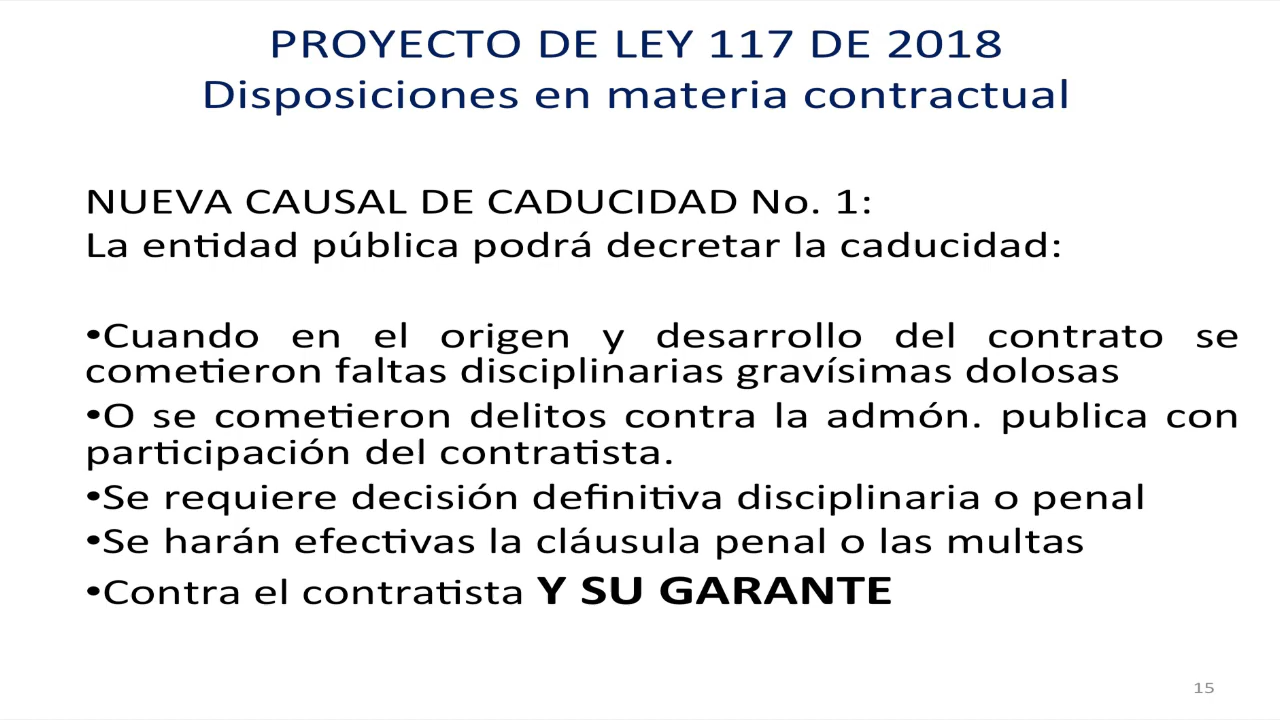 PROYECTO DE LEY 117 DE 2018
Disposiciones en materia contractual
NUEVA CAUSAL DE CADUCIDAD No. 1:
La entidad pública podrá decretar la caducidad:
•Cuando en el origen y desarrollo del contrato se
cometieron faltas disciplinarias gravísimas dolosas
•O se cometieron delitos contra la admón. publica con
participación del contratista.
•Se requiere decisión definitiva disciplinaria o penal
•Se harán efectivas la cláusula penal o las multas
•Contra el contratista Y SU GARANTE
15